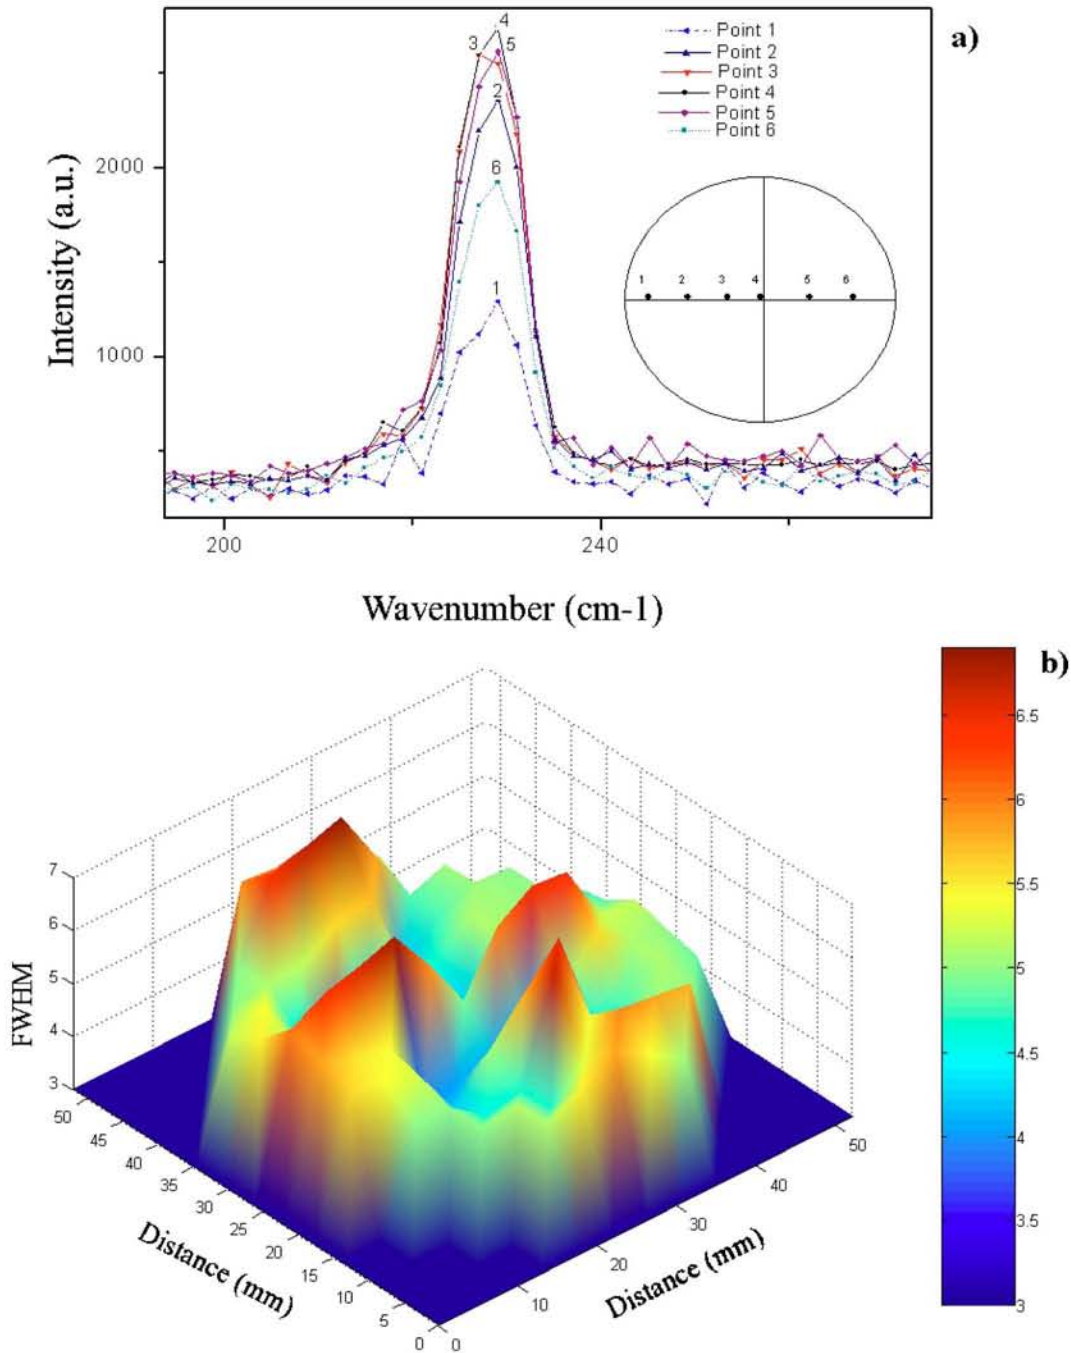 4
3
5
2
6
1
Point 1
Point 2
Point 3
Point 4
Point 5
Point 6
a)
1 2 3 4 5 6
2000
1000
Intensity (a.u.)
200 240
Wavenumber (cm-1)
b)
6.5
6
5.5
5
4.5
4
3.5
3
7
6
5
4
3
FWHM
50
45
40
35
30
25
20
15
10
5
0
Distance (mm)
0
10
20
30
40
50
Distance (mm)